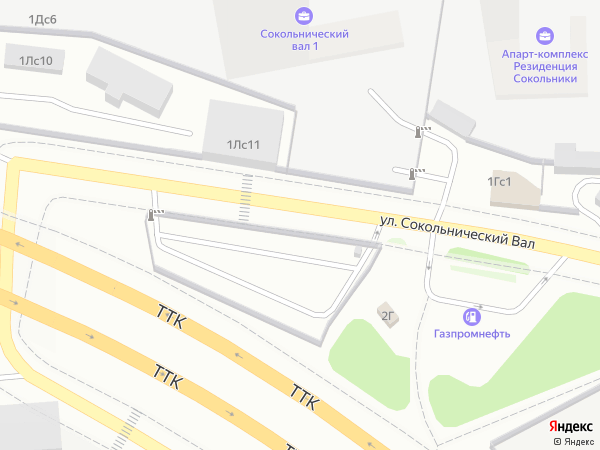 1Дс6
Сокольнический
вал 1
1Лс10
Апарт-комплекс
Резиденция
Сокольники
1Лс11
1Гс1
ул. Сокольнический Вал
ТТК
2Г
Газпромнефть
ТТК
ТТК
Яндекс
© Яндекс